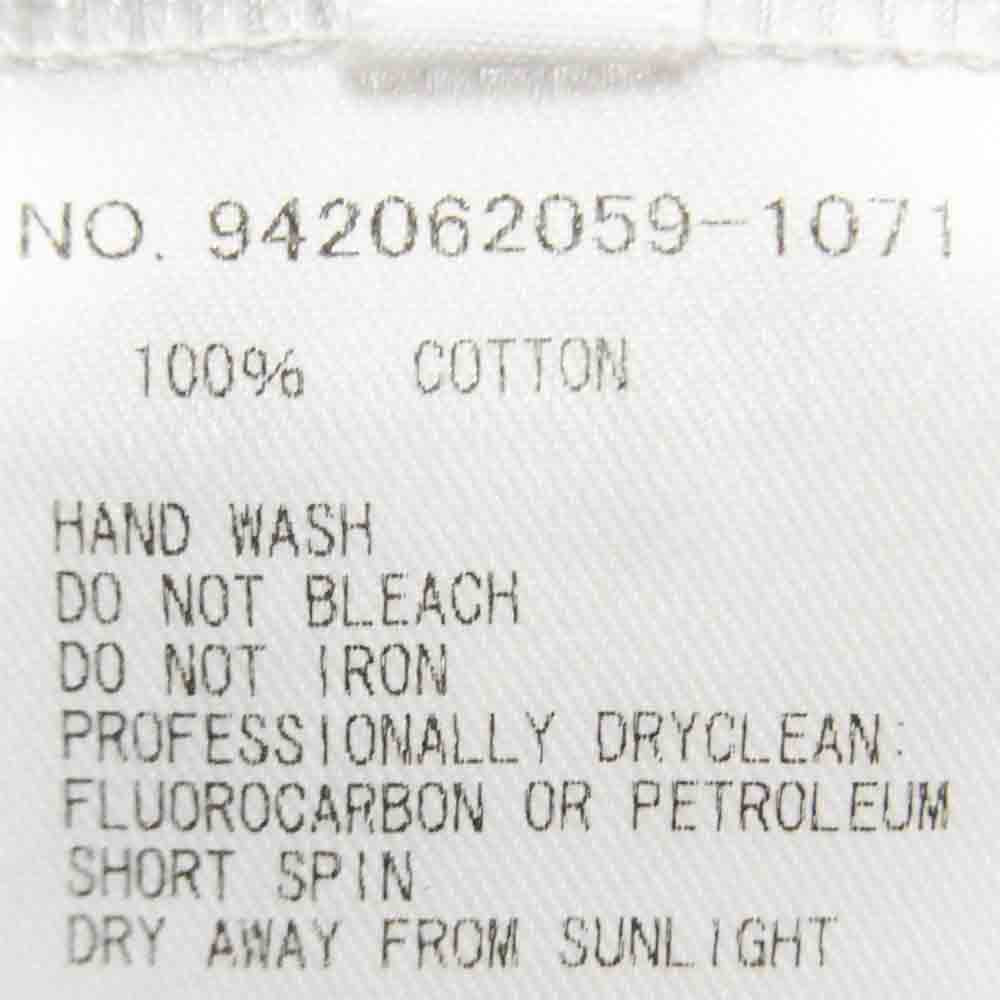 NO. 942062059-1071
100% COTTON
HAND WASH
DO NOT BLEACH
DO NOT IRON
PROFESSIONALLY DRYCLEAN:
FLUOROCARBON OR PETROLEUM
SHORT SPIN
DRY AWAY FROM SUNLIGHT